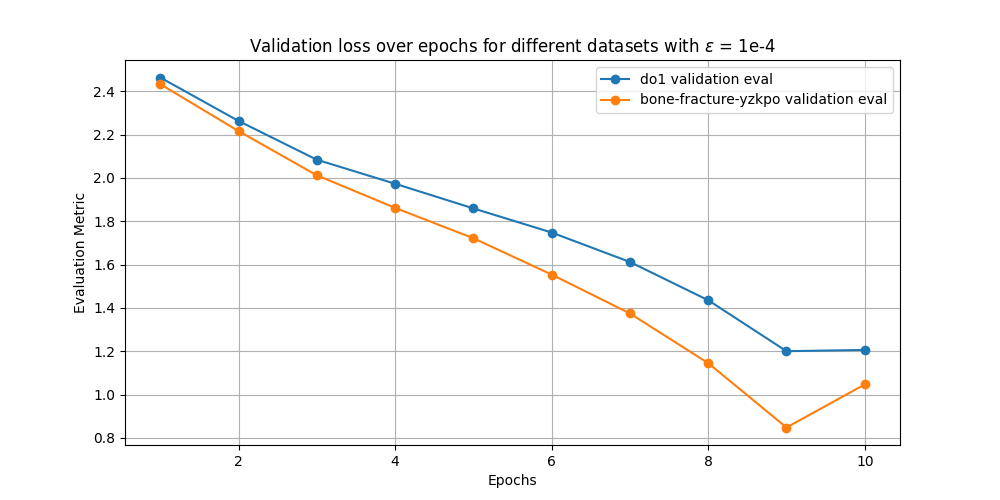 Validation loss over epochs for different datasets with ε = 1e-4
do1 validation eval
bone-fracture-yzkpo validation eval
Evaluation Metric
2.4
2.2
2.0
1.8
1.6
1.4
1.2
1.0
0.8
2 4 6 8 10
Epochs